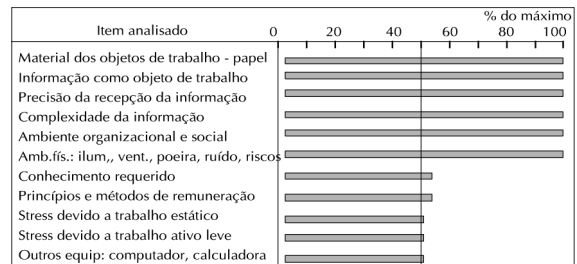 % do máximo
Item analisado 0 20 40 60 80 100
Material dos objetos de trabalho - papel
Informação como objeto de trabalho
Precisão da recepção da informação
Complexidade da informação
Ambiente organizacional e social
Amb.fís.: ilum,, vent., poeira, ruído, riscos
Conhecimento requerido
Princípios e métodos de remuneração
Stress devido a trabalho estático
Stress devido a trabalho ativo leve
Outros equip: computador, calculadora